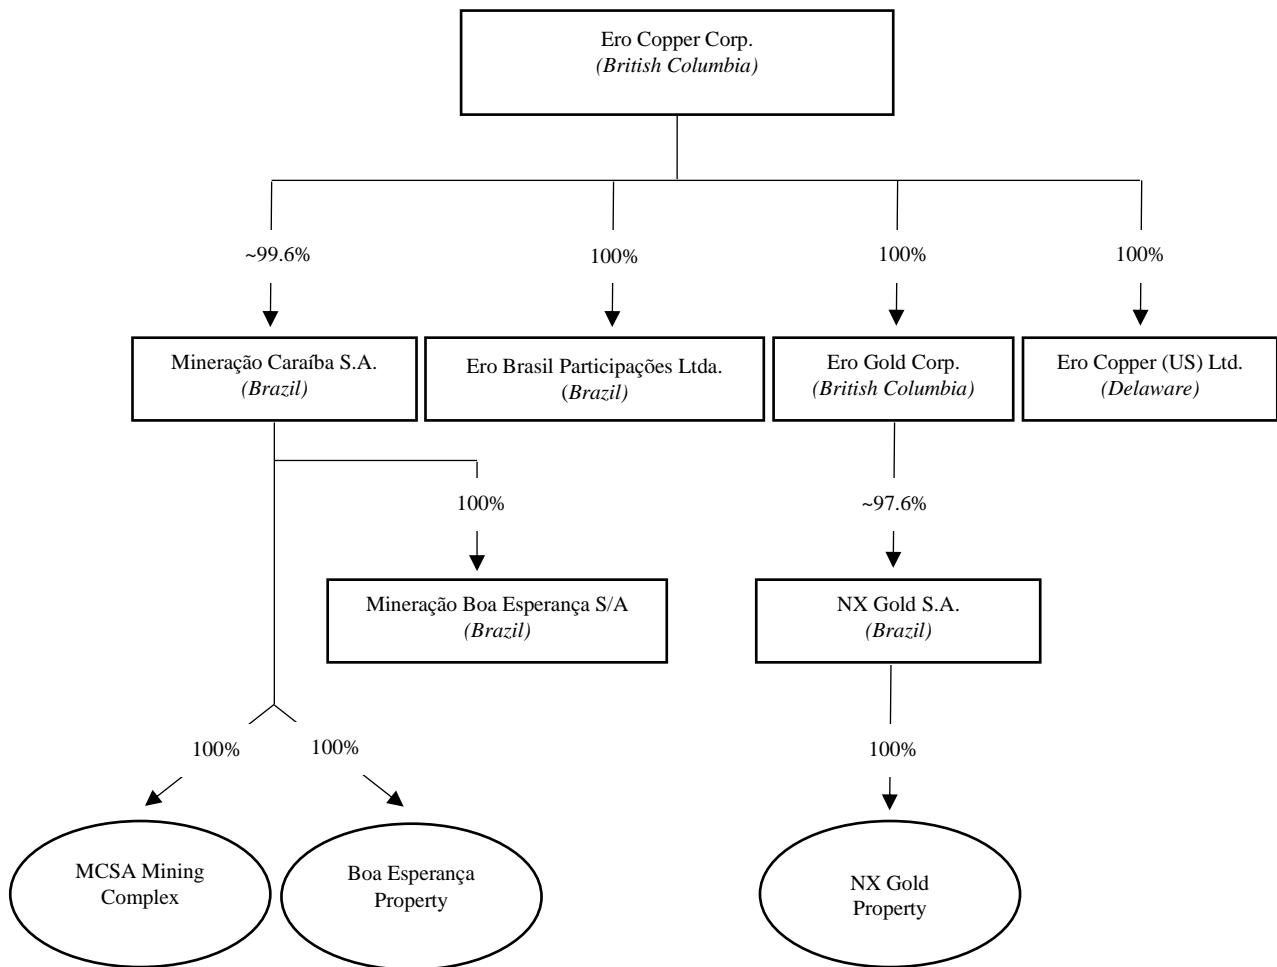 Ero Copper Corp.
(British Columbia)
~99.6%
100%
100%
100%
Mineração Caraíba S.A.
(Brazil)
Ero Brasil Participações Ltda.
(Brazil)
Ero Gold Corp.
(British Columbia)
Ero Copper (US) Ltd.
(Delaware)
100%
~97.6%
Mineração Boa Esperança S/A
(Brazil)
NX Gold S.A.
(Brazil)
100%
100%
100%
MCSA Mining
Complex
Boa Esperança
Property
NX Gold
Property